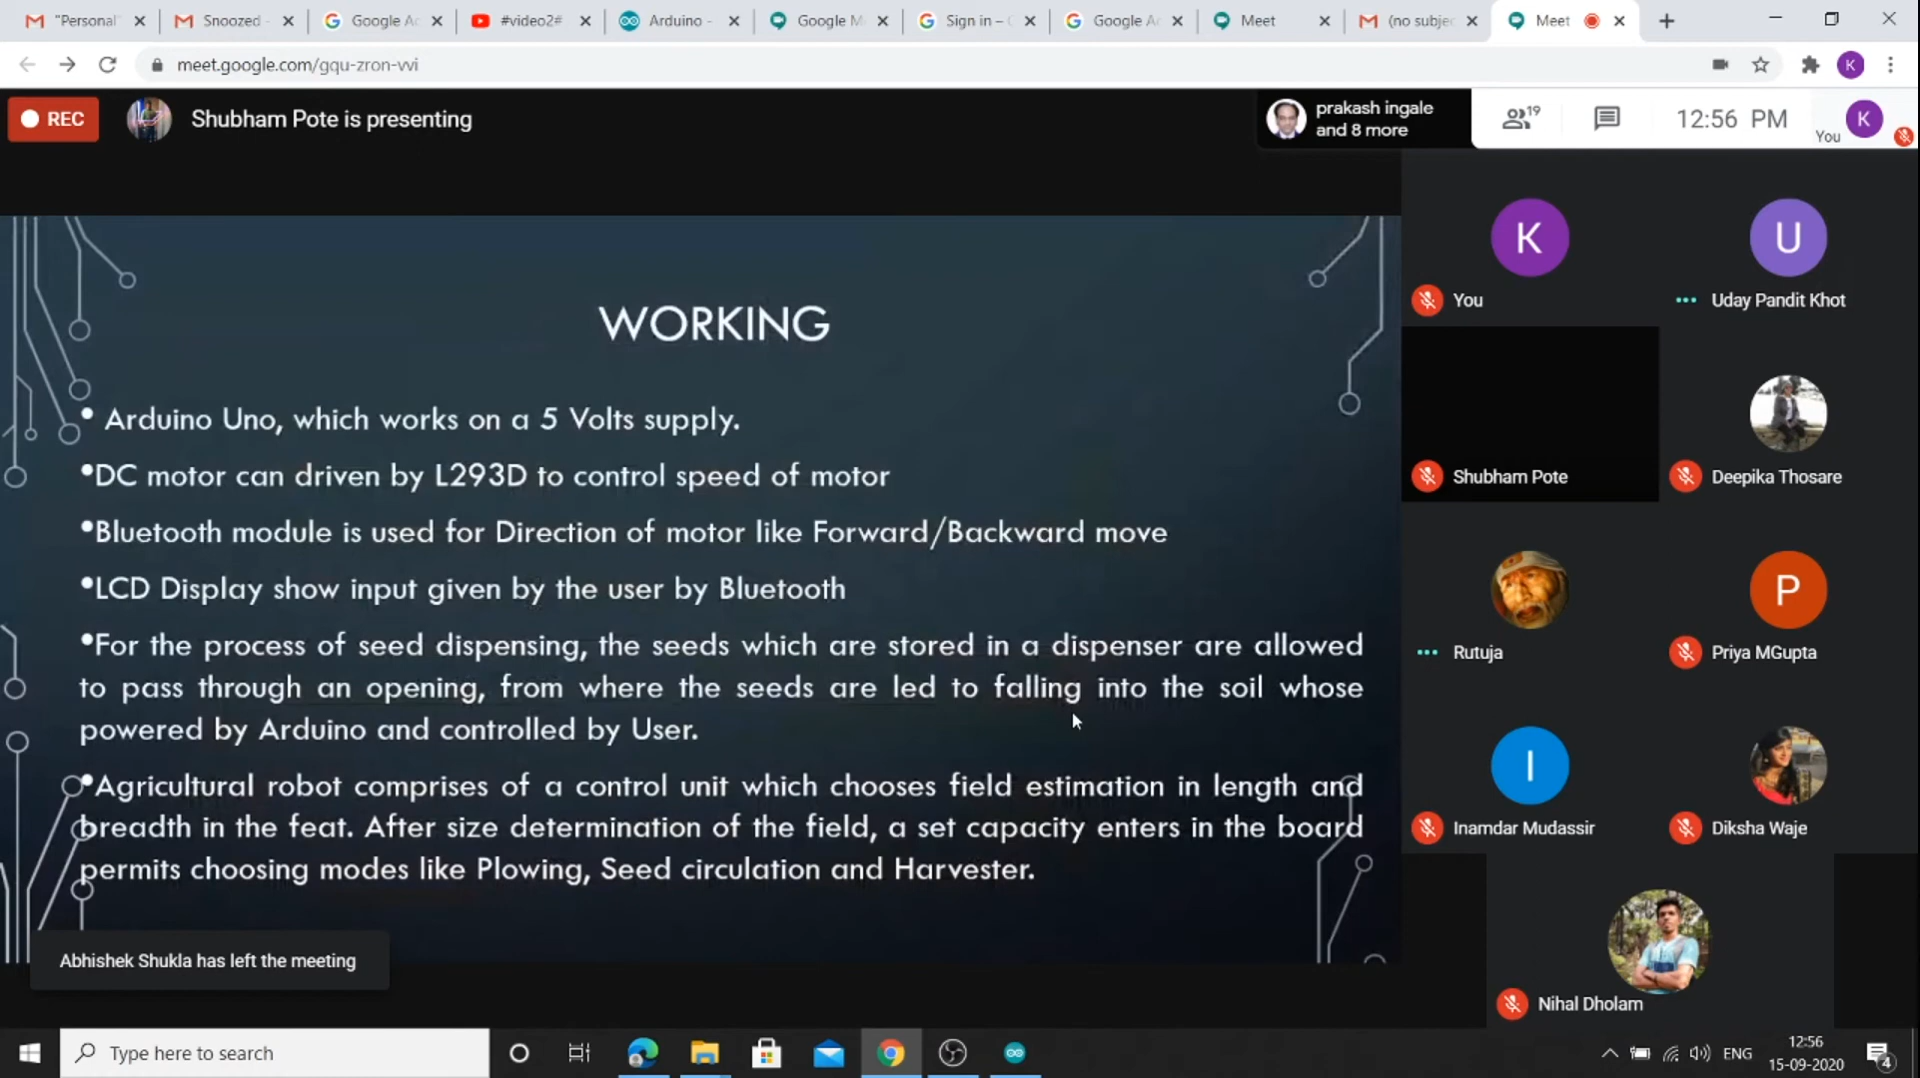 "Personal"
Snoozed -
Google Ac
#video2#
Arduino -
Google M
Sign in – G
Google Ac
Meet
(no subjec
Meet
meet.google.com/gqu-zron-vvi
K
REC
Shubham Pote is presenting
prakash ingale
and 8 more
19
12:56 PM
You
K
WORKING
• Arduino Uno, which works on a 5 Volts supply.
•DC motor can driven by L293D to control speed of motor
•Bluetooth module is used for Direction of motor like Forward/Backward move
•LCD Display show input given by the user by Bluetooth
•For the process of seed dispensing, the seeds which are stored in a dispenser are allowed
to pass through an opening, from where the seeds are led to falling into the soil whose
powered by Arduino and controlled by User.
•Agricultural robot comprises of a control unit which chooses field estimation in length and
breadth in the feat. After size determination of the field, a set capacity enters in the board
permits choosing modes like Plowing, Seed circulation and Harvester.
Abhishek Shukla has left the meeting
K
You
U
Uday Pandit Khot
Shubham Pote
Deepika Thosare
Rutuja
P
Priya MGupta
I
Inamdar Mudassir
Diksha Waje
Nihal Dholam
Type here to search
ENG
12:56
15-09-2020
4